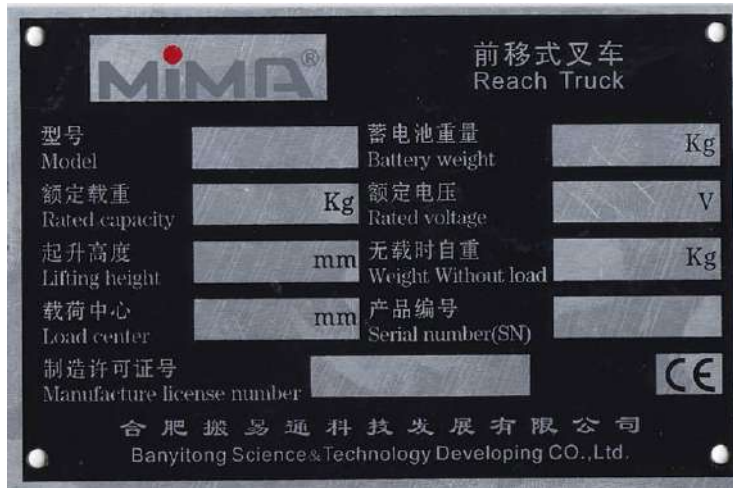 MiMA®
前移式叉车
Reach Truck
型号
Model
蓄电池重量
Battery weight
Kg
额定载重
Rated capacity
Kg
额定电压
Rated voltage
V
起升高度
Lifting height
mm
无载时自重
Weight Without load
Kg
载荷中心
Load center
mm
产品编号
Serial number(SN)
制造许可证号
Manufacture license number
CE
合肥搬易通科技发展有限公司
Banyitong Science&Technology Developing CO.,Ltd.